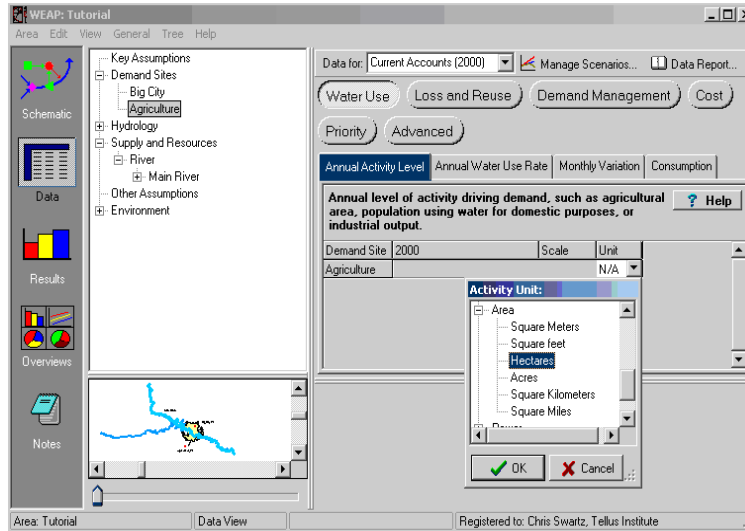 WEAP: Tutorial
Area Edit View General Tree Help
Schematic
Data
Results
Overviews
Notes
Key Assumptions
Demand Sites
Big City
Agriculture
Hydrology
Supply and Resources
River
Main River
Other Assumptions
Environment
Data for: Current Accounts (2000) Manage Scenarios... Data Report...
Water Use Loss and Reuse Demand Management Cost
Priority Advanced
Annual Activity Level Annual Water Use Rate Monthly Variation Consumption
Annual level of activity driving demand, such as agricultural
area, population using water for domestic purposes, or
industrial output.
? Help
Demand Site 2000 Scale Unit
Agriculture N/A
Activity Unit:
Area
Square Meters
Square feet
Hectares
Acres
Square Kilometers
Square Miles
OK Cancel
Area: Tutorial Data View Registered to: Chris Swartz, Tellus Institute